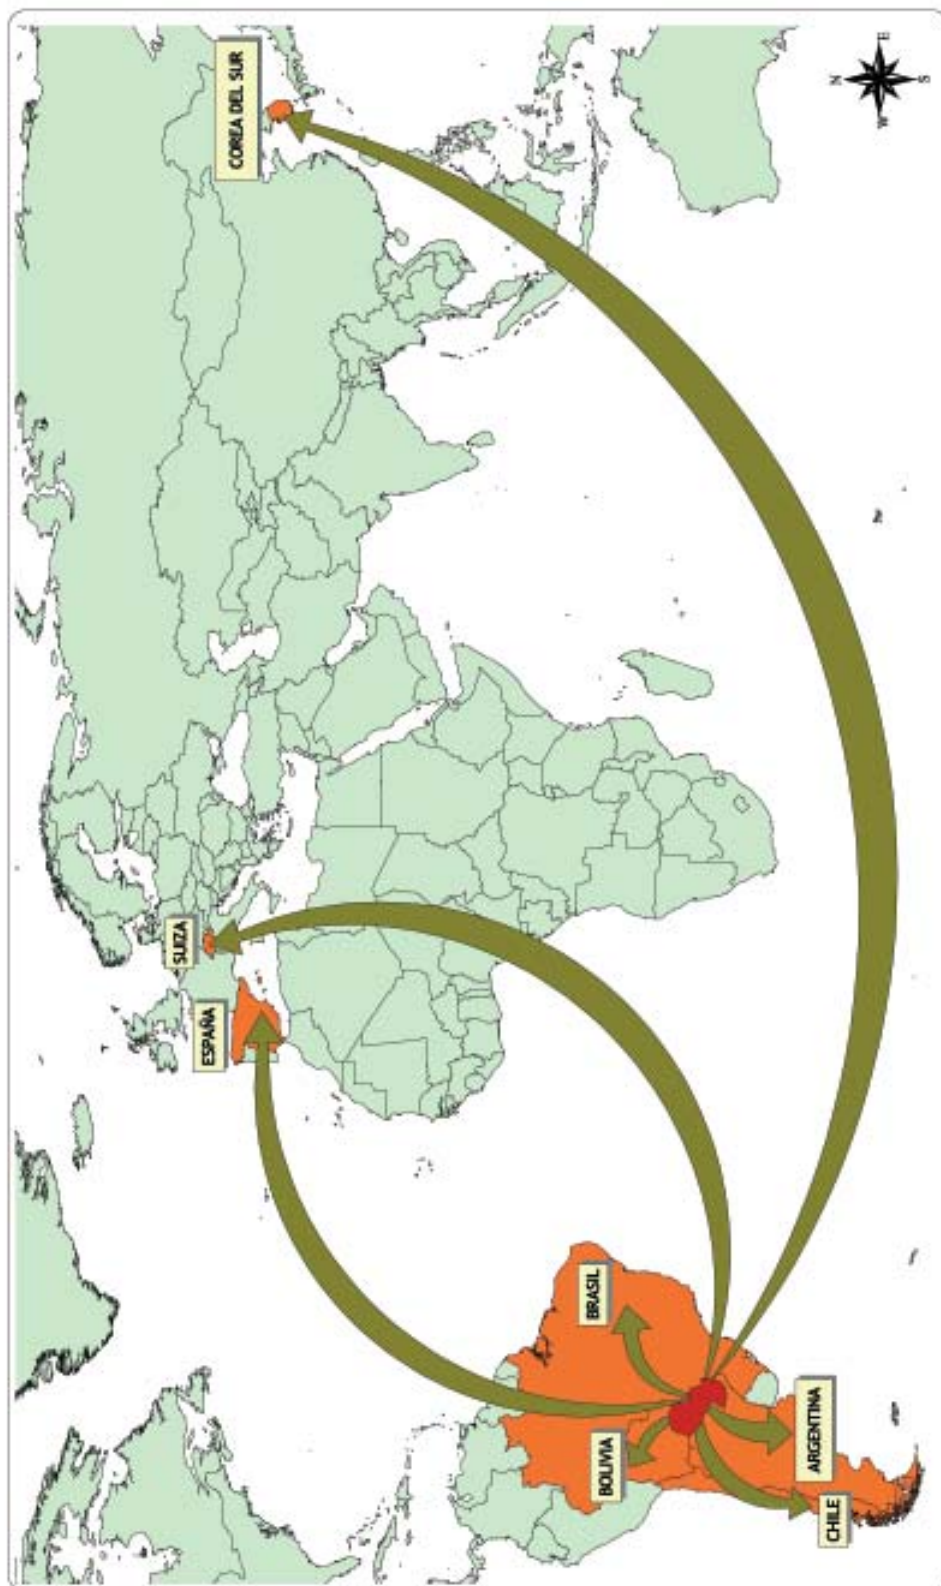 COREA DEL SUR
SUIZA
ESPAÑA
BRASIL
BOLIVIA
ARGENTINA
CHILE
N
E
S
W